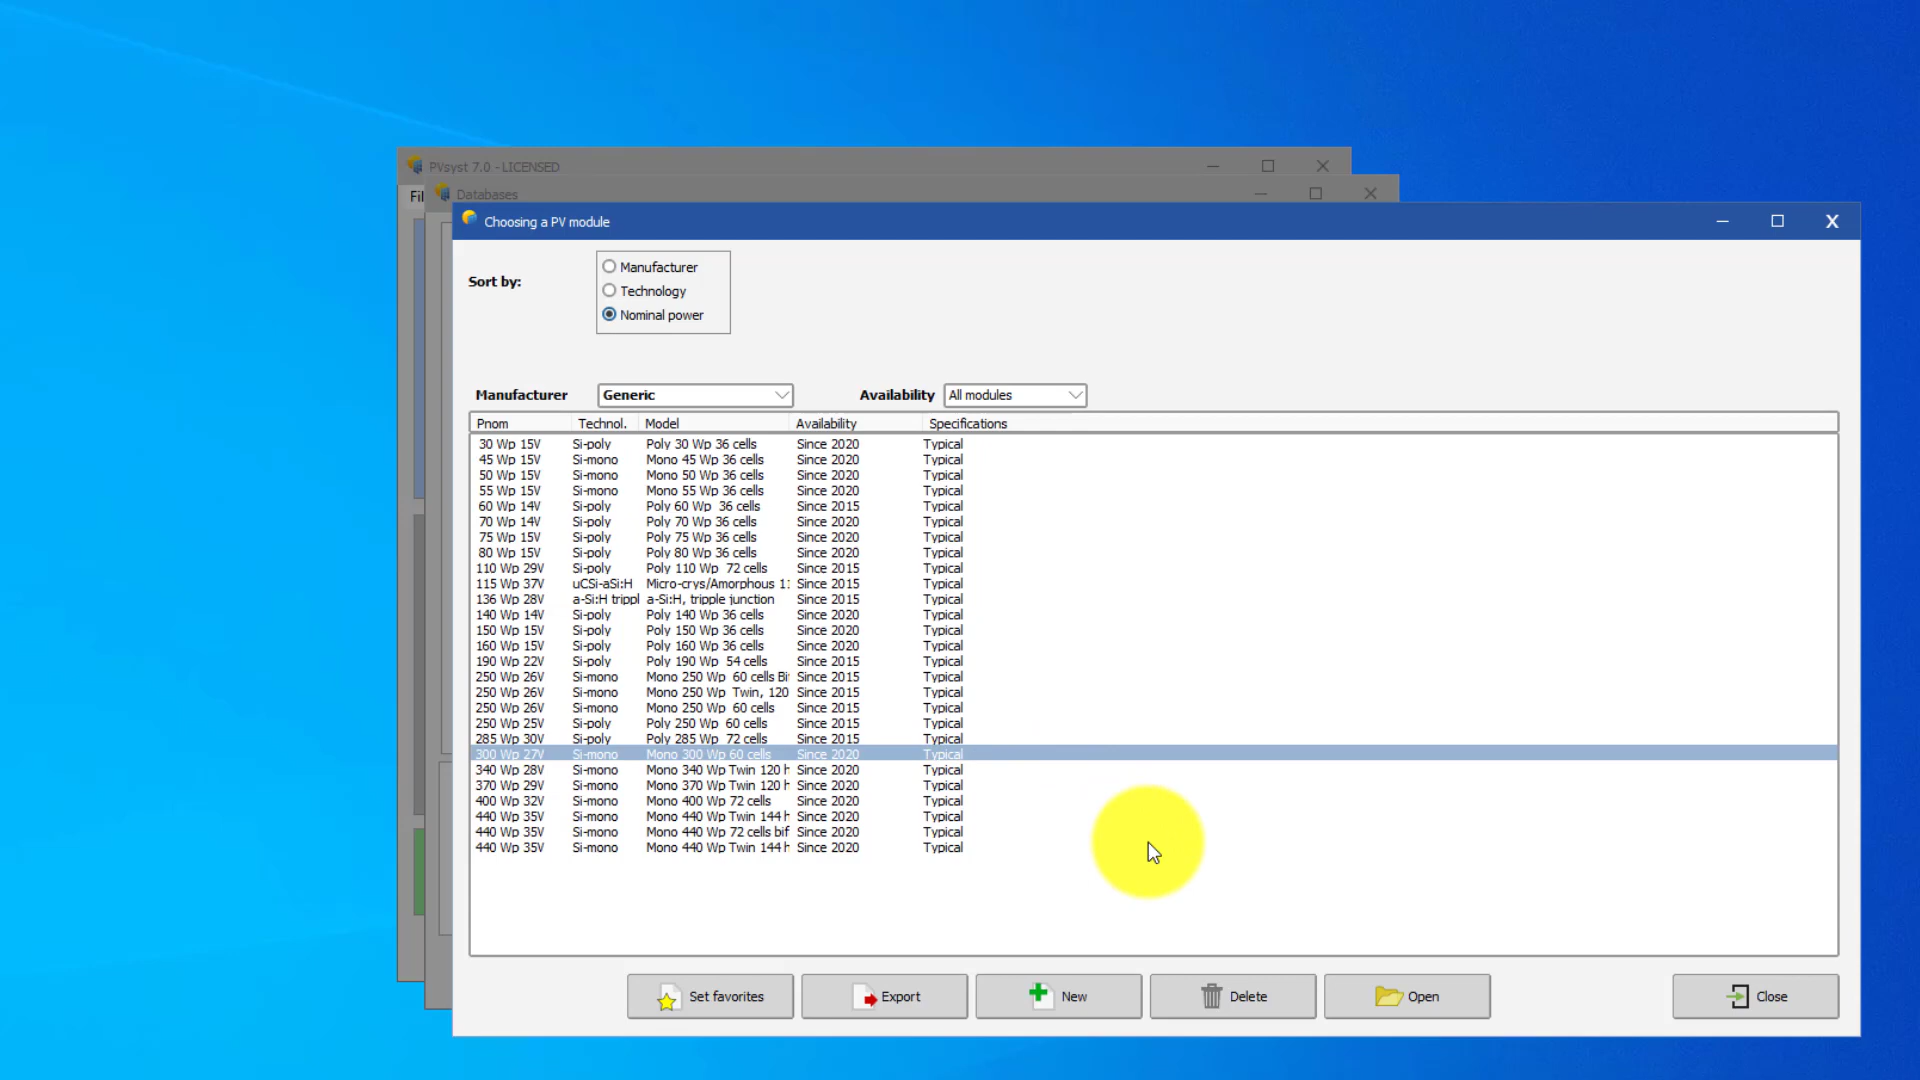 PVsyst 7.0 - LICENSED
Fil
Databases
Choosing a PV module
Sort by:
Manufacturer
Technology
Nominal power
Manufacturer Generic Availability All modules
Pnom Technol. Model Availability Specifications
30 Wp 15V Si-poly Poly 30 Wp 36 cells Since 2020 Typical
45 Wp 15V Si-mono Mono 45 Wp 36 cells Since 2020 Typical
50 Wp 15V Si-mono Mono 50 Wp 36 cells Since 2020 Typical
55 Wp 15V Si-mono Mono 55 Wp 36 cells Since 2020 Typical
60 Wp 14V Si-poly Poly 60 Wp 36 cells Since 2015 Typical
70 Wp 14V Si-poly Poly 70 Wp 36 cells Since 2020 Typical
75 Wp 15V Si-poly Poly 75 Wp 36 cells Since 2020 Typical
80 Wp 15V Si-poly Poly 80 Wp 36 cells Since 2020 Typical
110 Wp 29V Si-poly Poly 110 Wp 72 cells Since 2015 Typical
115 Wp 37V uCSi-aSi:H Micro-crys/Amorphous 11 Since 2015 Typical
136 Wp 28V a-Si:H trippl a-Si:H, tripple junction Since 2015 Typical
140 Wp 14V Si-poly Poly 140 Wp 36 cells Since 2020 Typical
150 Wp 15V Si-poly Poly 150 Wp 36 cells Since 2020 Typical
160 Wp 15V Si-poly Poly 160 Wp 36 cells Since 2020 Typical
190 Wp 22V Si-poly Poly 190 Wp 54 cells Since 2015 Typical
250 Wp 26V Si-mono Mono 250 Wp 60 cells Bi Since 2015 Typical
250 Wp 26V Si-mono Mono 250 Wp Twin, 120 Since 2015 Typical
250 Wp 26V Si-mono Mono 250 Wp 60 cells Since 2015 Typical
250 Wp 25V Si-poly Poly 250 Wp 60 cells Since 2015 Typical
285 Wp 30V Si-poly Poly 285 Wp 72 cells Since 2015 Typical
300 Wp 27V Si-mono Mono 300 Wp 60 cells Since 2020 Typical
340 Wp 28V Si-mono Mono 340 Wp Twin 120 h Since 2020 Typical
370 Wp 29V Si-mono Mono 370 Wp Twin 120 h Since 2020 Typical
400 Wp 32V Si-mono Mono 400 Wp 72 cells Since 2020 Typical
440 Wp 35V Si-mono Mono 440 Wp Twin 144 h Since 2020 Typical
440 Wp 35V Si-mono Mono 440 Wp 72 cells bif Since 2020 Typical
440 Wp 35V Si-mono Mono 440 Wp Twin 144 h Since 2020 Typical
Set favorites Export New Delete Open Close